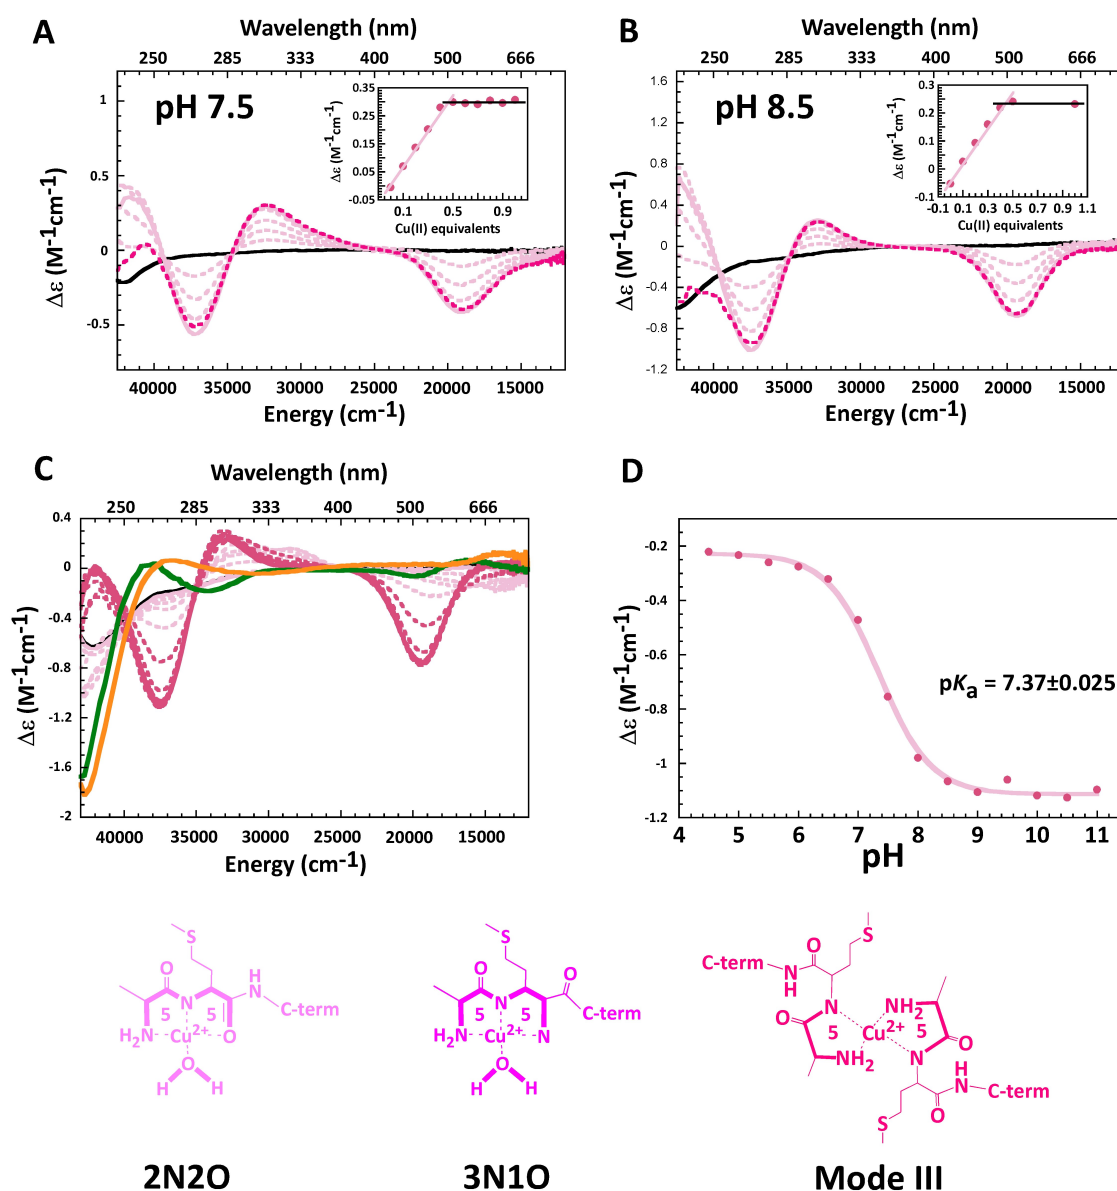 A
Wavelength (nm)
250 285 333 400 500 666
pH 7.5
1
0.5
0
-0.5
Δε (M-1cm-1)
0.35
0.25
0.15
0.05
-0.05
Δε (M-1cm-1)
0.1 0.5 0.9
Cu(II) equivalents
40000 35000 30000 25000 20000 15000
Energy (cm-1)
B
Wavelength (nm)
250 285 333 400 500 666
pH 8.5
1.6
1.2
0.8
0.4
0
-0.4
-0.8
-1.2
Δε (M-1cm-1)
0.3
0.2
0.1
0
-0.1
Δε (M-1cm-1)
-0.1 0.1 0.3 0.5 0.7 0.9 1.1
Cu(II) equivalents
40000 35000 30000 25000 20000 15000
Energy (cm-1)
C
Wavelength (nm)
250 285 333 400 500 666
0.4
0
-0.4
-0.8
-1.2
-1.6
-2
Δε (M-1cm-1)
40000 35000 30000 25000 20000 15000
Energy (cm-1)
D
-0.2
-0.4
-0.6
-0.8
-1
-1.2
Δε (M-1cm-1)
pKa = 7.37±0.025
4 5 6 7 8 9 10 11
pH
S
O
H
N
N
5 5
C-term
H2N Cu2+ O
O
H H
2N2O
S
O
O
N
5 5
C-term
H2N Cu2+ N
O
H H
3N1O
S
O
C-term
N
H
N
NH2
O
5
Cu2+
5
O
NH2
N
H
N
C-term
O
S
Mode III